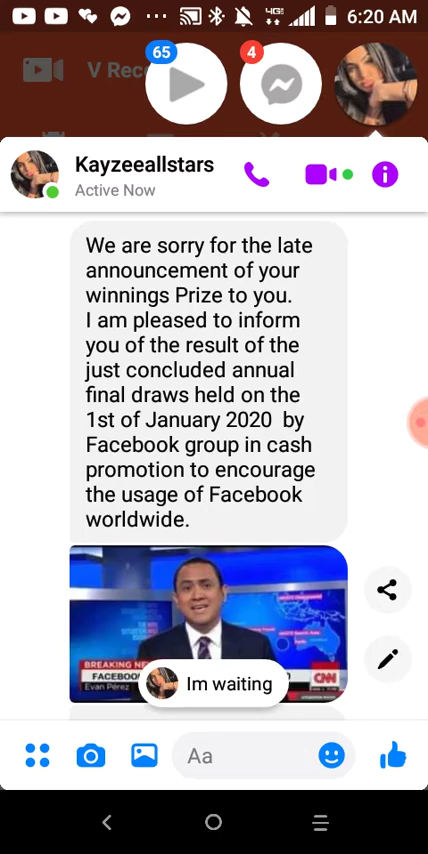 4G
6:20 AM
V Rec
65
4
Kayzeeallstars
Active Now
We are sorry for the late
announcement of your
winnings Prize to you.
I am pleased to inform
you of the result of the
just concluded annual
final draws held on the
1st of January 2020 by
Facebook group in cash
promotion to encourage
the usage of Facebook
worldwide.
BREAKING NE
FACEBOO
Evan Pérez
CNN
Im waiting
Aa